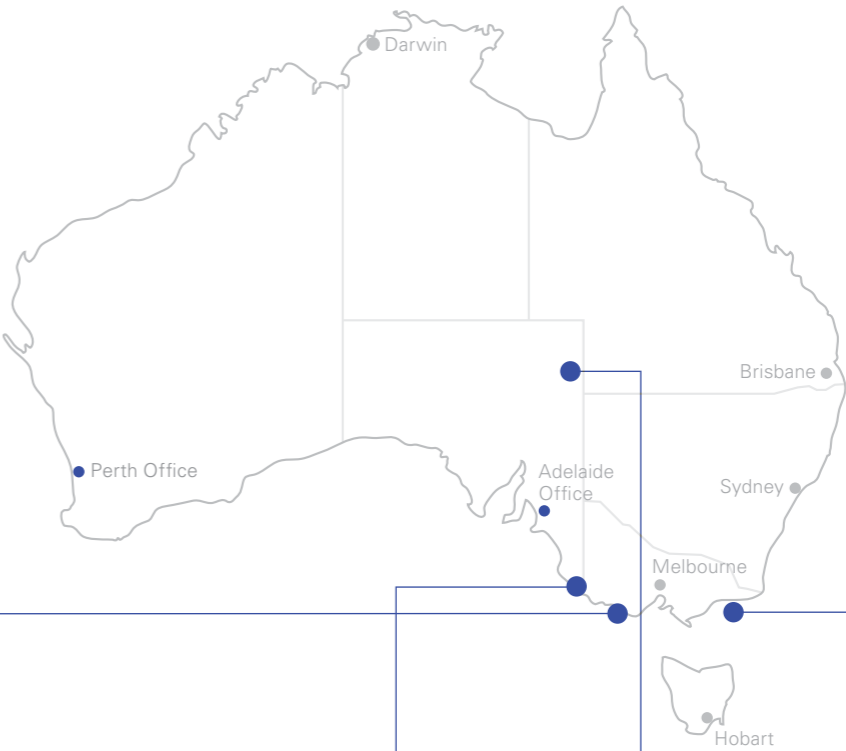 Darwin
Brisbane
Perth Office
Adelaide
Office
Sydney
Melbourne
Hobart